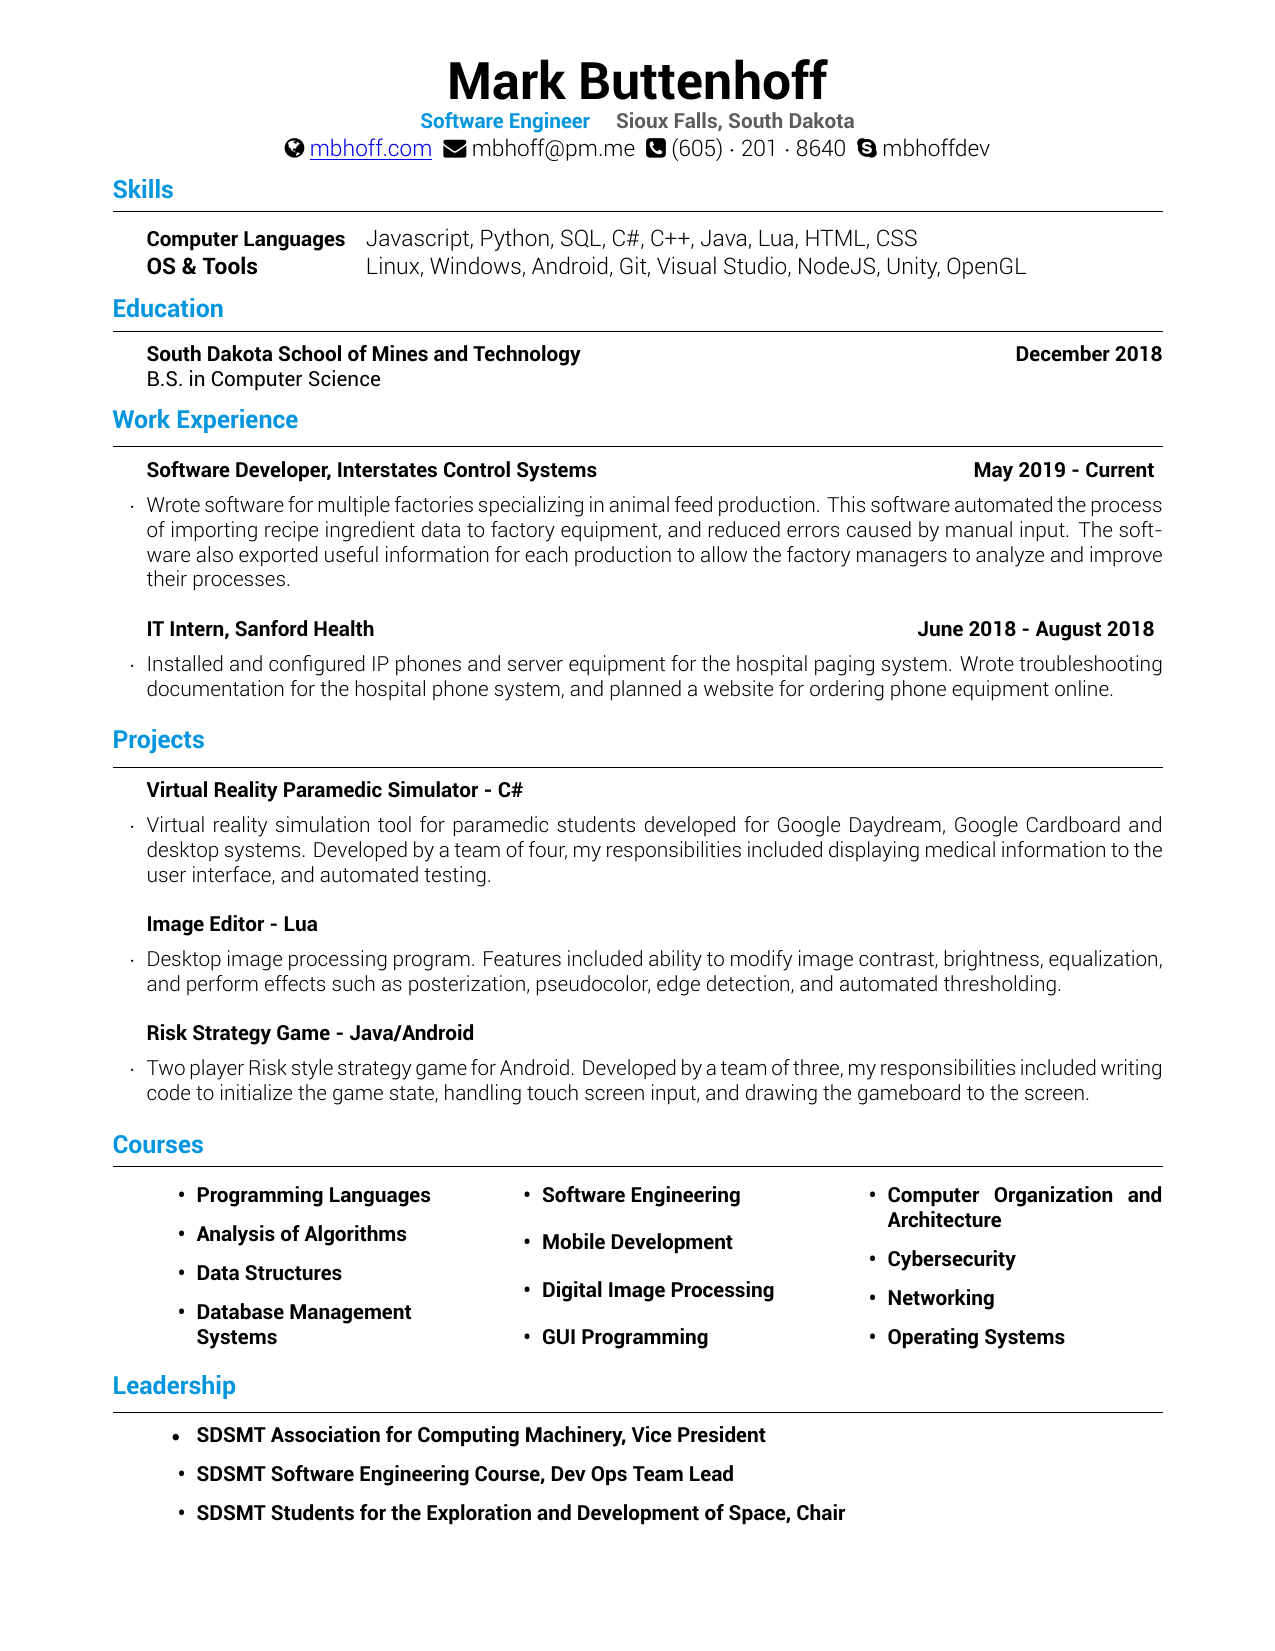 Mark Buttenhoff
Software Engineer Sioux Falls, South Dakota
mbhoff.com mbhoff@pm.me (605) · 201 · 8640 mbhoffdev
Skills
Computer Languages Javascript, Python, SQL, C#, C++, Java, Lua, HTML, CSS
OS & Tools Linux, Windows, Android, Git, Visual Studio, NodeJS, Unity, OpenGL
Education
South Dakota School of Mines and Technology December 2018
B.S. in Computer Science
Work Experience
Software Developer, Interstates Control Systems May 2019 - Current
· Wrote software for multiple factories specializing in animal feed production. This software automated the process
of importing recipe ingredient data to factory equipment, and reduced errors caused by manual input. The soft-
ware also exported useful information for each production to allow the factory managers to analyze and improve
their processes.
IT Intern, Sanford Health June 2018 - August 2018
· Installed and configured IP phones and server equipment for the hospital paging system. Wrote troubleshooting
documentation for the hospital phone system, and planned a website for ordering phone equipment online.
Projects
Virtual Reality Paramedic Simulator - C#
· Virtual reality simulation tool for paramedic students developed for Google Daydream, Google Cardboard and
desktop systems. Developed by a team of four, my responsibilities included displaying medical information to the
user interface, and automated testing.
Image Editor - Lua
· Desktop image processing program. Features included ability to modify image contrast, brightness, equalization,
and perform effects such as posterization, pseudocolor, edge detection, and automated thresholding.
Risk Strategy Game - Java/Android
· Two player Risk style strategy game for Android. Developed by a team of three, my responsibilities included writing
code to initialize the game state, handling touch screen input, and drawing the gameboard to the screen.
Courses
• Programming Languages
• Analysis of Algorithms
• Data Structures
• Database Management
Systems
• Software Engineering
• Mobile Development
• Digital Image Processing
• GUI Programming
• Computer Organization and
Architecture
• Cybersecurity
• Networking
• Operating Systems
Leadership
• SDSMT Association for Computing Machinery, Vice President
• SDSMT Software Engineering Course, Dev Ops Team Lead
• SDSMT Students for the Exploration and Development of Space, Chair